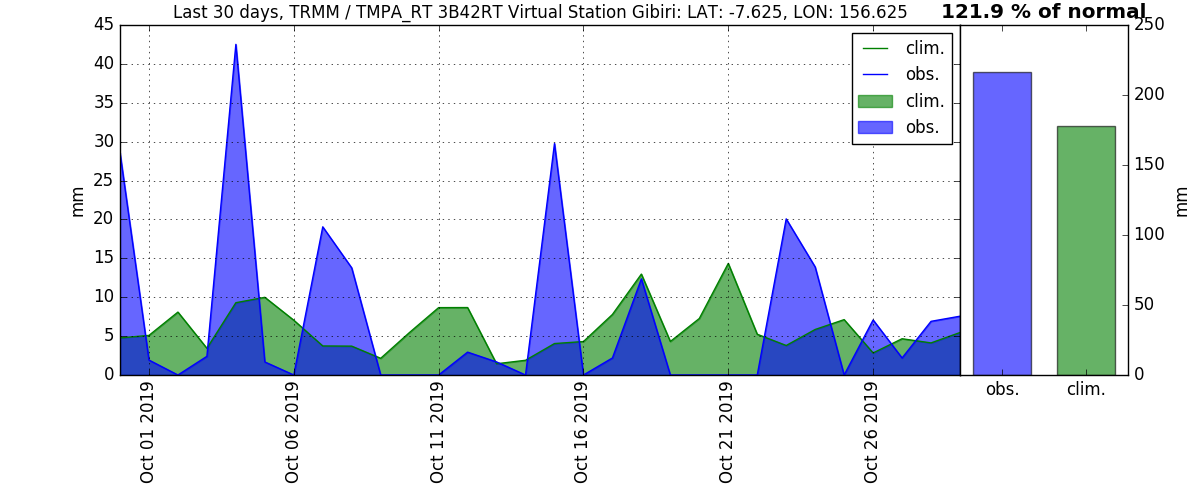 Last 30 days, TRMM / TMPA_RT 3B42RT Virtual Station Gibiri: LAT: -7.625, LON: 156.625
121.9 % of normal
mm
45
40
35
30
25
20
15
10
5
0
clim.
obs.
clim.
obs.
Oct 01 2019
Oct 06 2019
Oct 11 2019
Oct 16 2019
Oct 21 2019
Oct 26 2019
250
200
150
100
50
0
mm
obs.
clim.